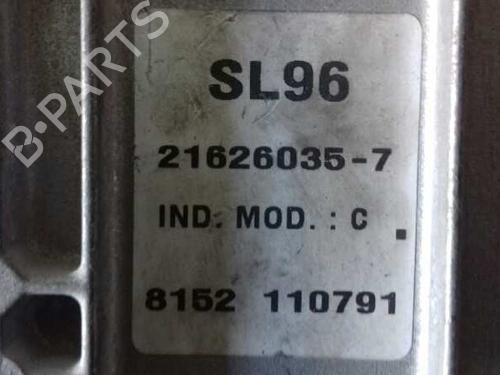 B-PARTS
SL96
21626035-7
IND. MOD. : C
8152 110791